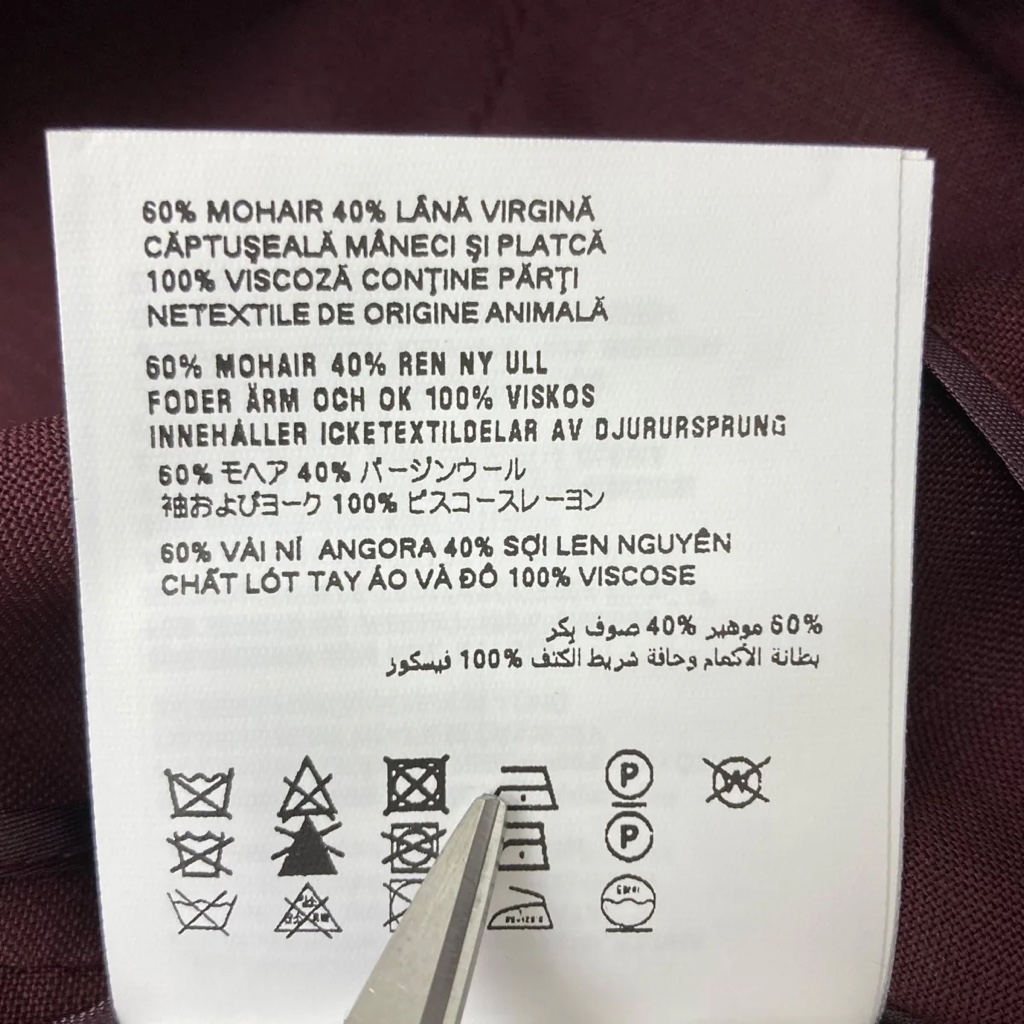 60% MOHAIR 40% LÂNĂ VIRGINĂ
CĂPTUŞEALĂ MÂNECI ŞI PLATCĂ
100% VISCOZĂ CONŢINE PĂRŢI
NETEXTILE DE ORIGINE ANIMALĂ
60% MOHAIR 40% REN NY ULL
FODER ÄRM OCH OK 100% VISKOS
INNEHÅLLER ICKETEXTILDELAR AV DJURURSPRUNG
60% モヘア 40% バージンウール
袖およびヨーク 100% ビスコースレーヨン
60% VẢI NỈ ANGORA 40% SỢI LEN NGUYÊN
CHẤT LÓT TAY ÁO VÀ ĐÔ 100% VISCOSE
60% موهير 40% صوف بكر
بطانة الأكمام وحافة شريط الكتف 100% فيسكوز
P W
P